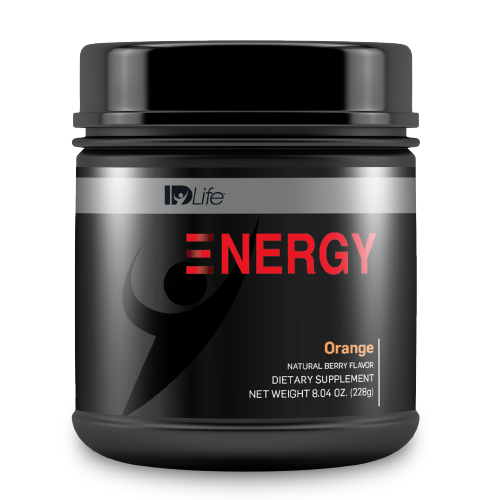 IDLife
ENERGY
Orange
NATURAL BERRY FLAVOR
DIETARY SUPPLEMENT
NET WEIGHT 8.04 OZ. (228g)